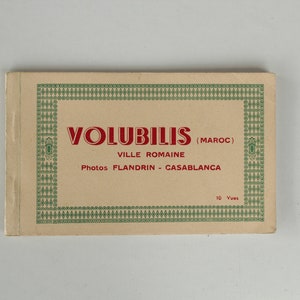 VOLUBILIS (MAROC)
VILLE ROMAINE
Photos FLANDRIN - CASABLANCA
10 Vues